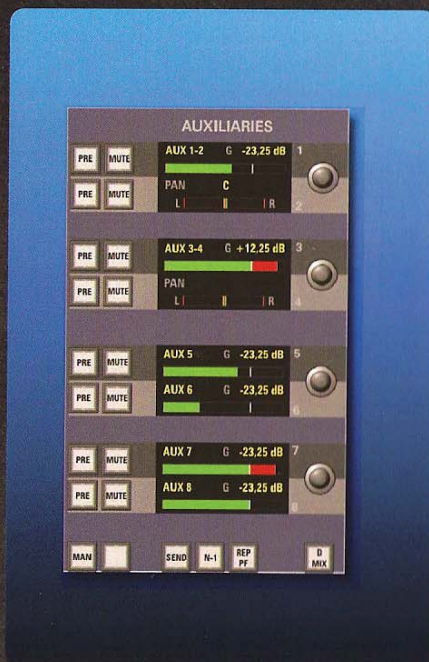 AUXILIARIES
PRE MUTE AUX 1-2 G -23,25 dB 1
PRE MUTE PAN C
L R 2
PRE MUTE AUX 3-4 G +12,25 dB 3
PRE MUTE PAN
L R 4
PRE MUTE AUX 5 G -23,25 dB 5
PRE MUTE AUX 6 G -23,25 dB 6
PRE MUTE AUX 7 G -23,25 dB 7
PRE MUTE AUX 8 G -23,25 dB 8
MAN SEND N-1 REP PF D MIX